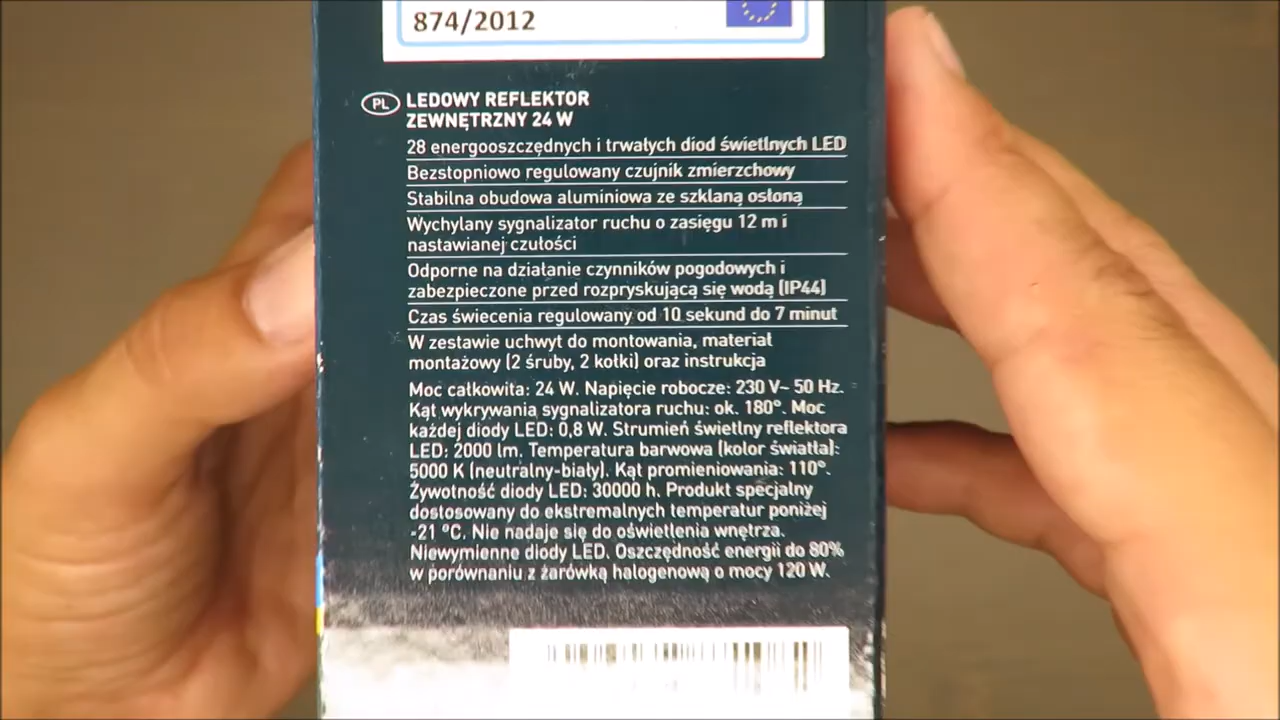 874/2012
PL LEDOWY REFLEKTOR
ZEWNĘTRZNY 24 W
28 energooszczędnych i trwałych diod świetlnych LED
Bezstopniowo regulowany czujnik zmierzchowy
Stabilna obudowa aluminiowa ze szklaną osłoną
Wychylany sygnalizator ruchu o zasięgu 12 m i
nastawianej czułości
Odporne na działanie czynników pogodowych i
zabezpieczone przed rozpryskującą się wodą (IP44)
Czas świecenia regulowany od 10 sekund do 7 minut
W zestawie uchwyt do montowania, materiał
montażowy (2 śruby, 2 kołki) oraz instrukcja
Moc całkowita: 24 W. Napięcie robocze: 230 V~ 50 Hz.
Kąt wykrywania sygnalizatora ruchu: ok. 180°. Moc
każdej diody LED: 0,8 W. Strumień świetlny reflektora
LED: 2000 lm. Temperatura barwowa (kolor światła):
5000 K (neutralny-biały). Kąt promieniowania: 110°.
Żywotność diody LED: 30000 h. Produkt specjalny
dostosowany do ekstremalnych temperatur poniżej
-21 °C. Nie nadaje się do oświetlenia wnętrza.
Niewymienne diody LED. Oszczędność energii do 80%
w porównaniu z żarówką halogenową o mocy 120 W.